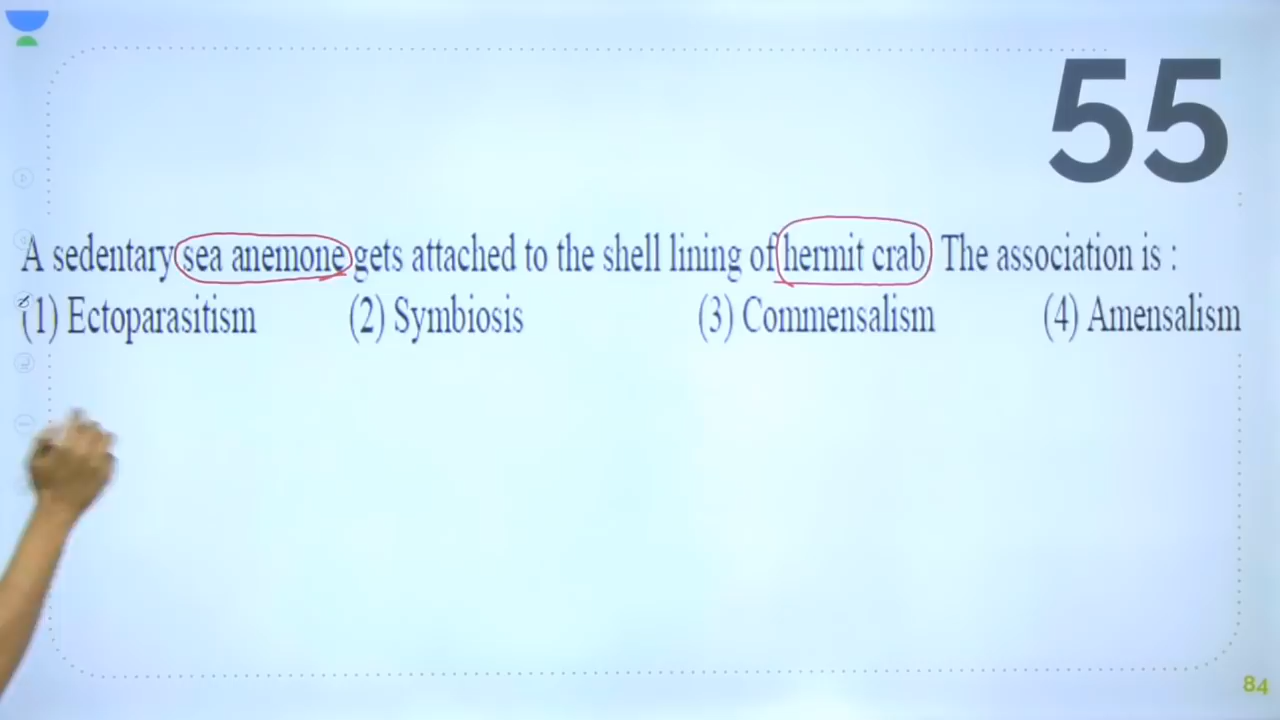 55
A sedentary sea anemone gets attached to the shell lining of hermit crab. The association is :
(1) Ectoparasitism (2) Symbiosis (3) Commensalism (4) Amensalism
84